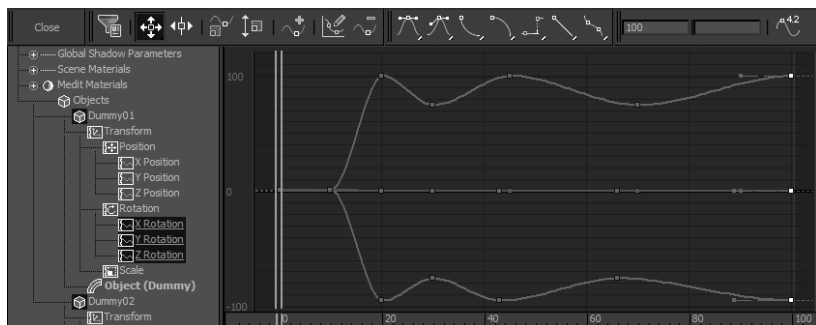 Close
100
4.2
Global Shadow Parameters
Scene Materials
Medit Materials
Objects
Dummy01
Transform
Position
X Position
Y Position
Z Position
Rotation
X Rotation
Y Rotation
Z Rotation
Scale
Object (Dummy)
Dummy02
Transform
100
0
-100
0
20
40
60
80
100